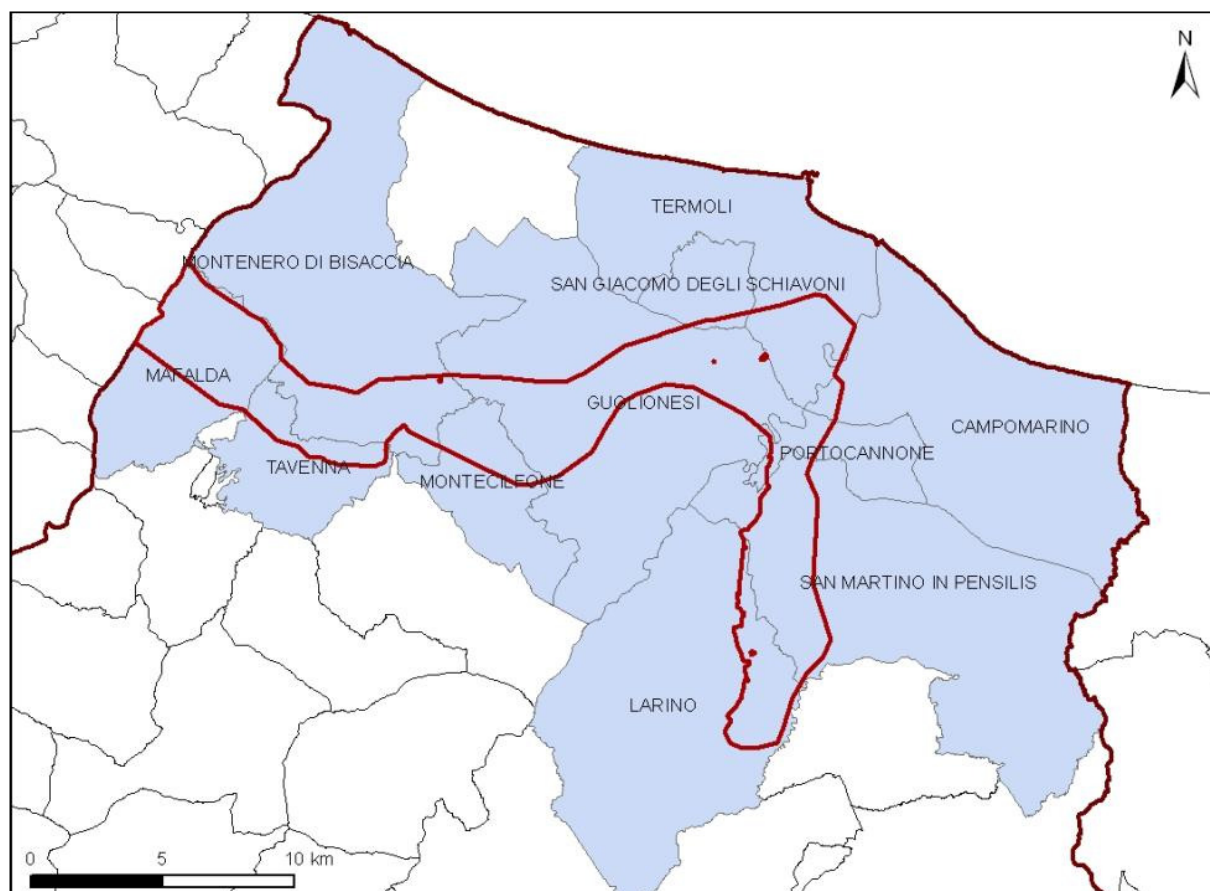 N
TERMOLI
MONTENERO DI BISACCIA
SAN GIACOMO DEGLI SCHIAVONI
MAFALDA
GUGLIONESI
CAMPOMARINO
PORTOCANNONE
TAVENNA
MONTECILFONE
SAN MARTINO IN PENSILIS
LARINO
0 5 10 km